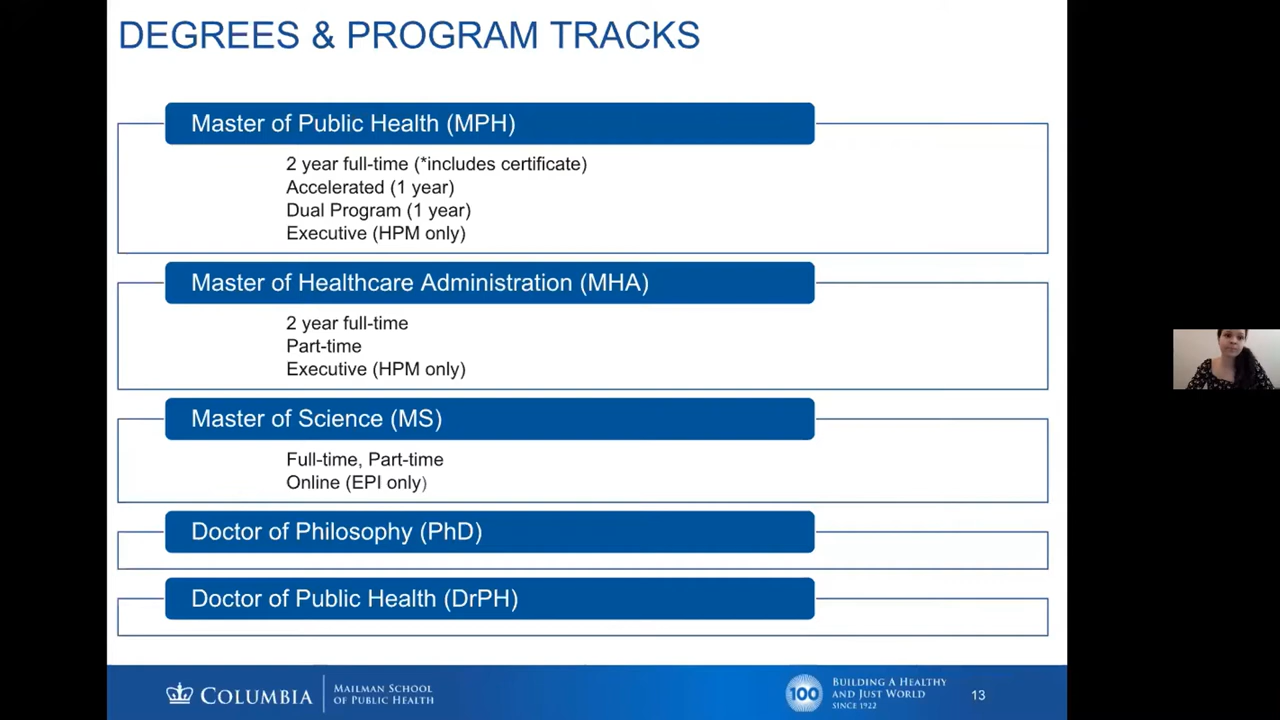 DEGREES & PROGRAM TRACKS
Master of Public Health (MPH)
2 year full-time (*includes certificate)
Accelerated (1 year)
Dual Program (1 year)
Executive (HPM only)
Master of Healthcare Administration (MHA)
2 year full-time
Part-time
Executive (HPM only)
Master of Science (MS)
Full-time, Part-time
Online (EPI only)
Doctor of Philosophy (PhD)
Doctor of Public Health (DrPH)
COLUMBIA
MAILMAN SCHOOL
OF PUBLIC HEALTH
100
BUILDING A HEALTHY
AND JUST WORLD
SINCE 1922
13